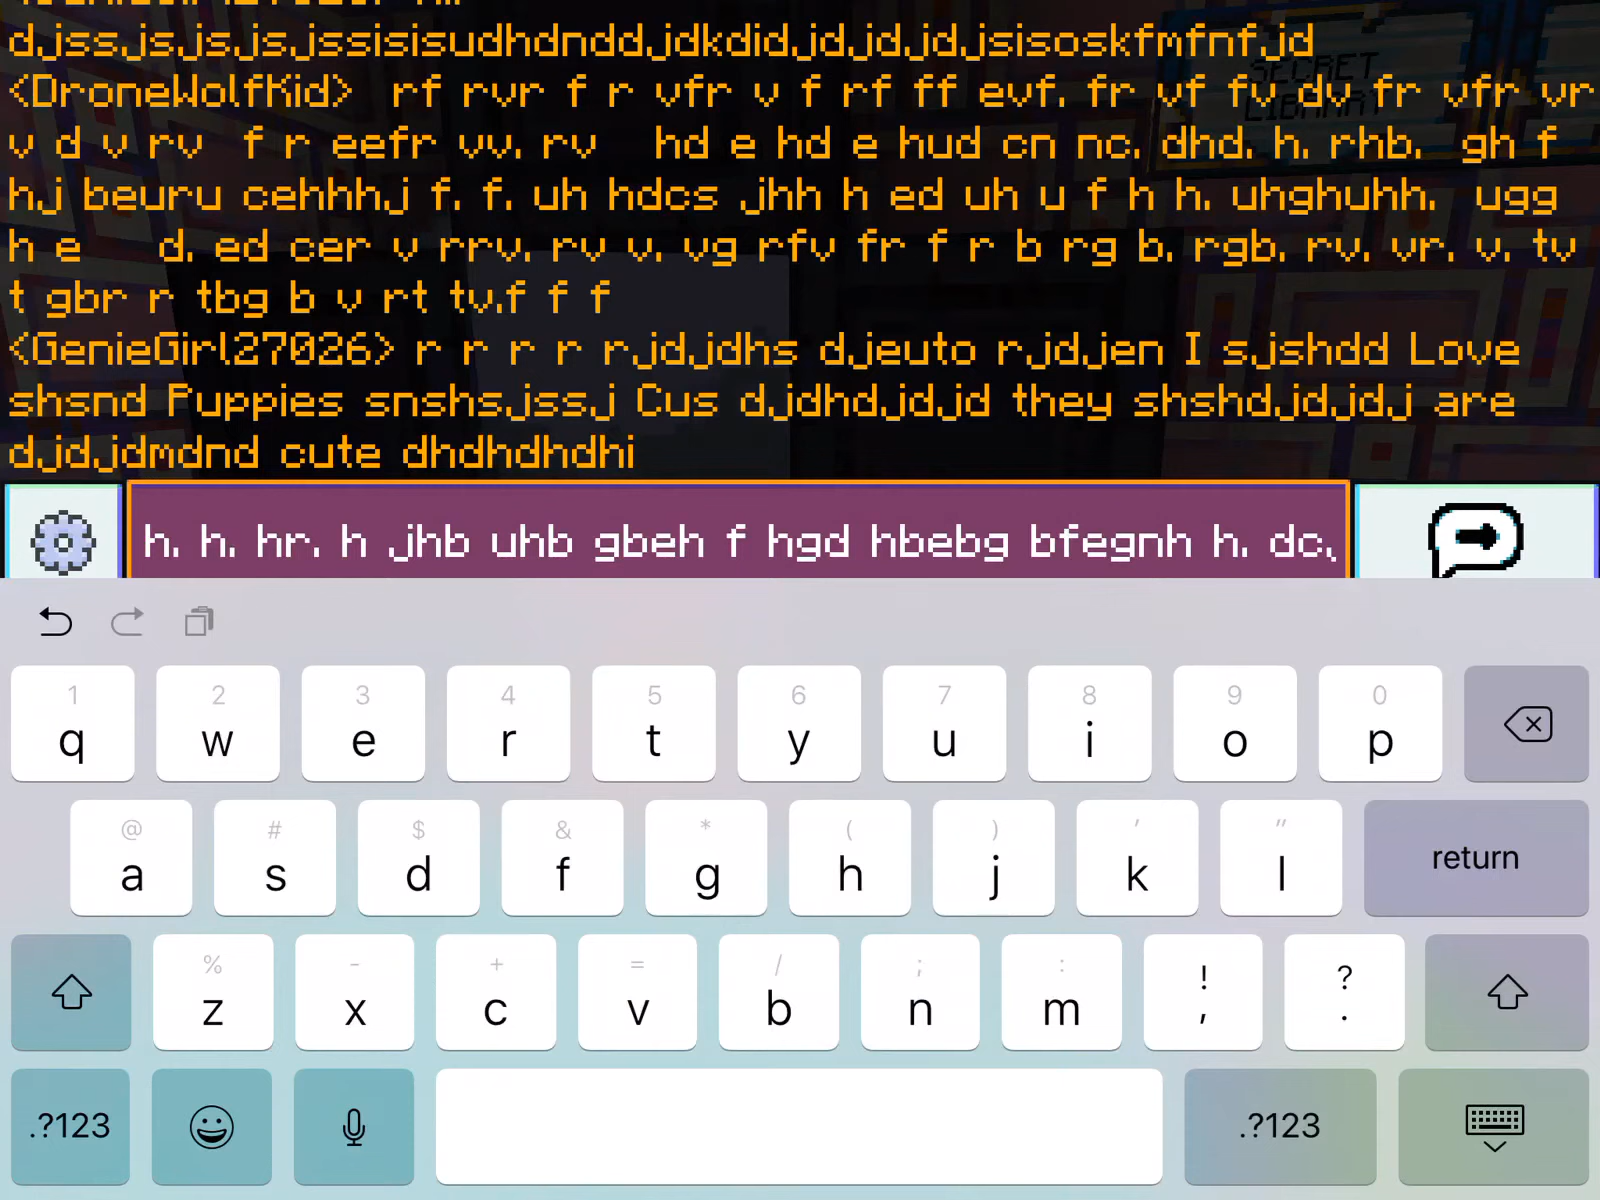 djssjsjsjsjssisisudhdnddjdkdidjdjdjdjsisoskfmfnfjd
SECRET
LIBRARY
<DroneWolfKid> rf rvr f r vfr v f rf ff evf. fr vf fv dv fr vfr vr
v d v rv f r eefr vv. rv hd e hd e hud cn nc. dhd. h. rhb. gh f
hj beuru cehhhj f. f. uh hdcs jhh h ed uh u f h h. uhghuhh. ugg
h e d. ed cer v rrv. rv v. vg rfv fr f r b rg b. rgb. rv. vr. v. tv
t gbr r tbg b v rt tv.f f f
<GenieGirl27026> r r r r rjdjdhs djeuto rjdjen I sjshdd Love
shsnd Puppies snshsjssj Cus djdhdjdjd they shshdjdjdj are
djdjdmdnd cute dhdhdhdhi
h. h. hr. h jhb uhb gbeh f hgd hbebg bfegnh h. dc.
1 2 3 4 5 6 7 8 9 0
q w e r t y u i o p
@ # $ & * ( ) ' "
a s d f g h j k l return
% - + = / ; : ! ?
z x c v b n m , .
.?123 .?123